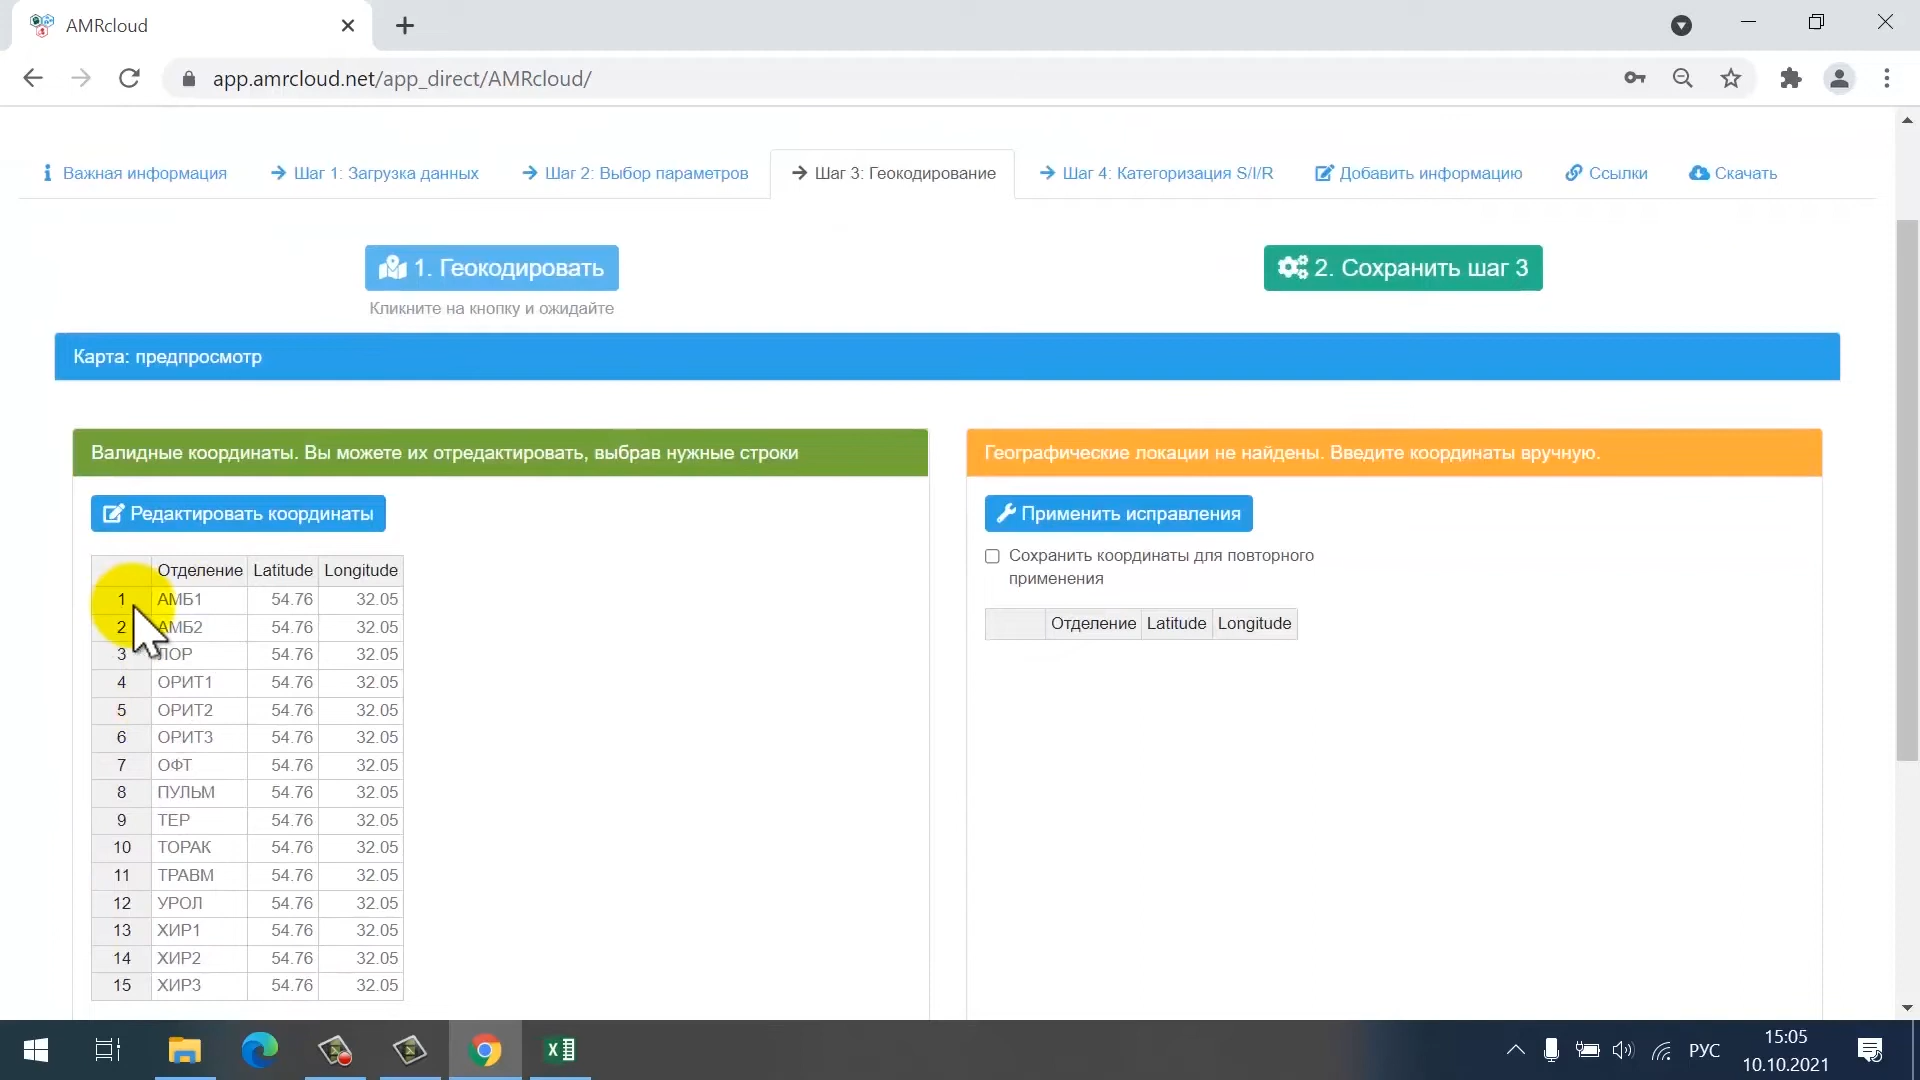 AMRcloud
app.amrcloud.net/app_direct/AMRcloud/
Важная информация
Шаг 1: Загрузка данных
Шаг 2: Выбор параметров
Шаг 3: Геокодирование
Шаг 4: Категоризация S/I/R
Добавить информацию
Ссылки
Скачать
1. Геокодировать
2. Сохранить шаг 3
Кликните на кнопку и ожидайте
Карта: предпросмотр
Валидные координаты. Вы можете их отредактировать, выбрав нужные строки
Редактировать координаты
Отделение Latitude Longitude
1 АМБ1 54.76 32.05
2 АМБ2 54.76 32.05
3 ЛОР 54.76 32.05
4 ОРИТ1 54.76 32.05
5 ОРИТ2 54.76 32.05
6 ОРИТ3 54.76 32.05
7 ОФТ 54.76 32.05
8 ПУЛЬМ 54.76 32.05
9 ТЕР 54.76 32.05
10 ТОРАК 54.76 32.05
11 ТРАВМ 54.76 32.05
12 УРОЛ 54.76 32.05
13 ХИР1 54.76 32.05
14 ХИР2 54.76 32.05
15 ХИР3 54.76 32.05
Географические локации не найдены. Введите координаты вручную.
Применить исправления
Сохранить координаты для повторного
применения
Отделение Latitude Longitude
РУС
15:05
10.10.2021